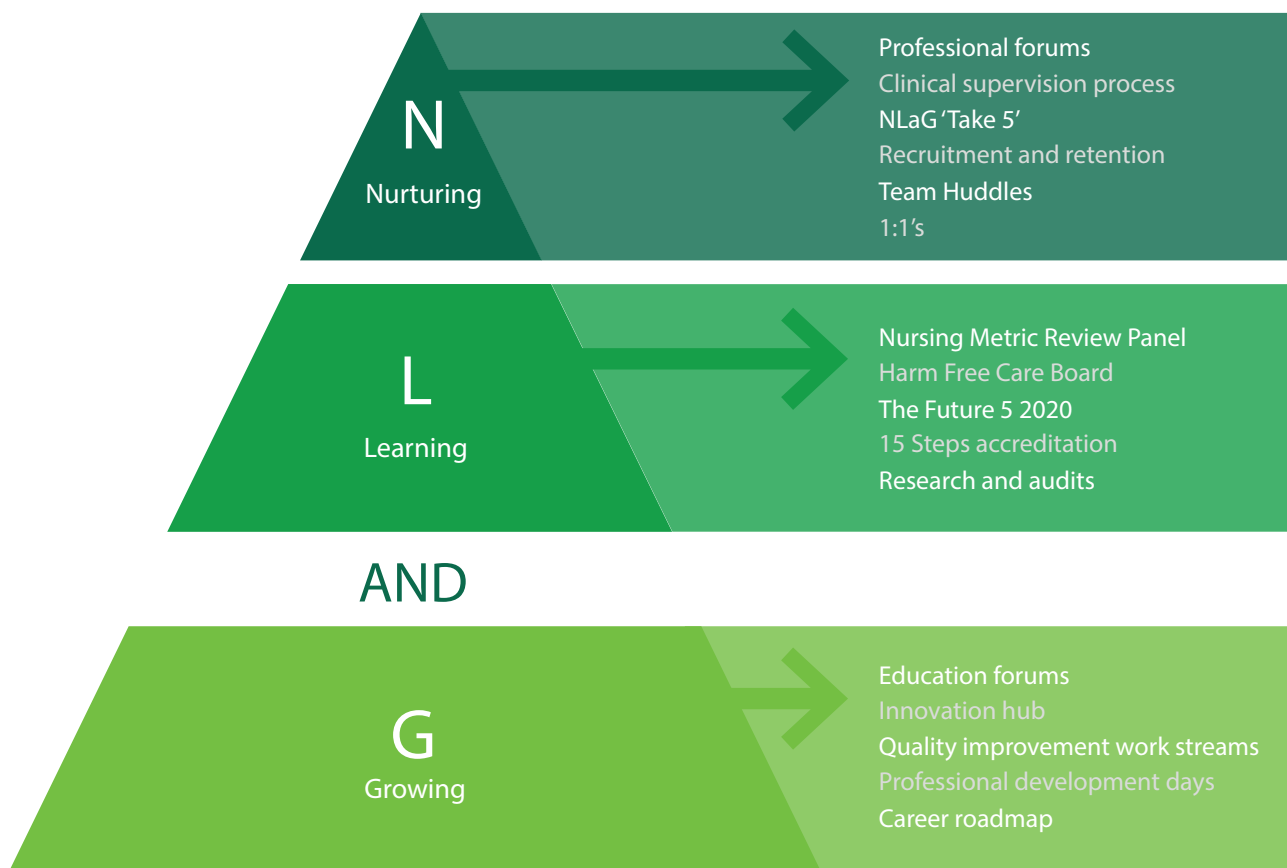 N
Nurturing
Professional forums
Clinical supervision process
NLaG ‘Take 5’
Recruitment and retention
Team Huddles
1:1’s
L
Learning
Nursing Metric Review Panel
Harm Free Care Board
The Future 5 2020
15 Steps accreditation
Research and audits
AND
G
Growing
Education forums
Innovation hub
Quality improvement work streams
Professional development days
Career roadmap